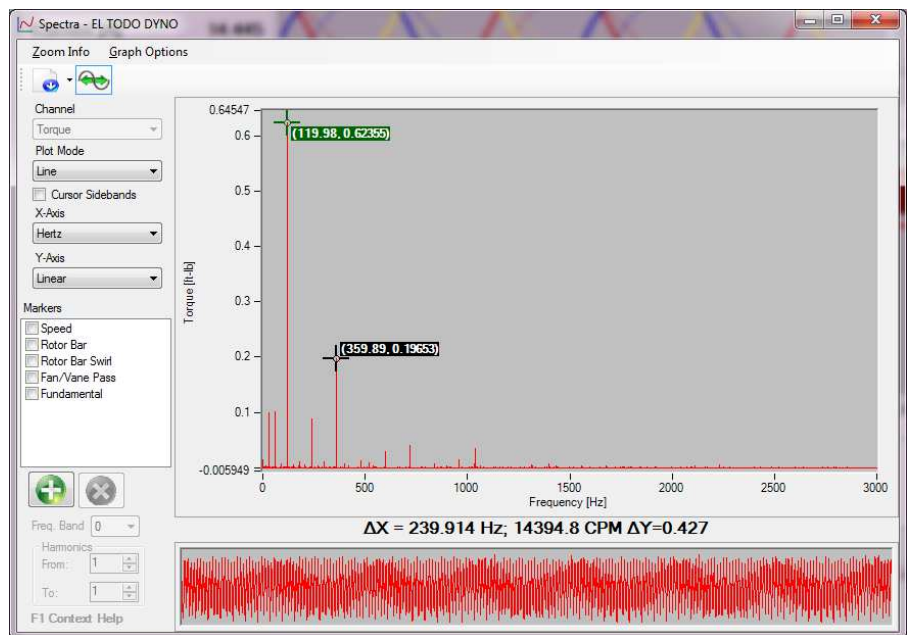 Spectra - EL TODO DYNO
Zoom Info Graph Options
Channel
Torque
Plot Mode
Line
Cursor Sidebands
X-Axis
Hertz
Y-Axis
Linear
Markers
Speed
Rotor Bar
Rotor Bar Swirl
Fan/Vane Pass
Fundamental
Freq. Band 0
Harmonics
From: 1
To: 1
F1 Context Help
0.64547
0.6
0.5
0.4
0.3
0.2
0.1
-0.005949
Torque [ft-lb]
(119.98, 0.62355)
(359.89, 0.19653)
0 500 1000 1500 2000 2500 3000
Frequency [Hz]
ΔX = 239.914 Hz; 14394.8 CPM ΔY=0.427